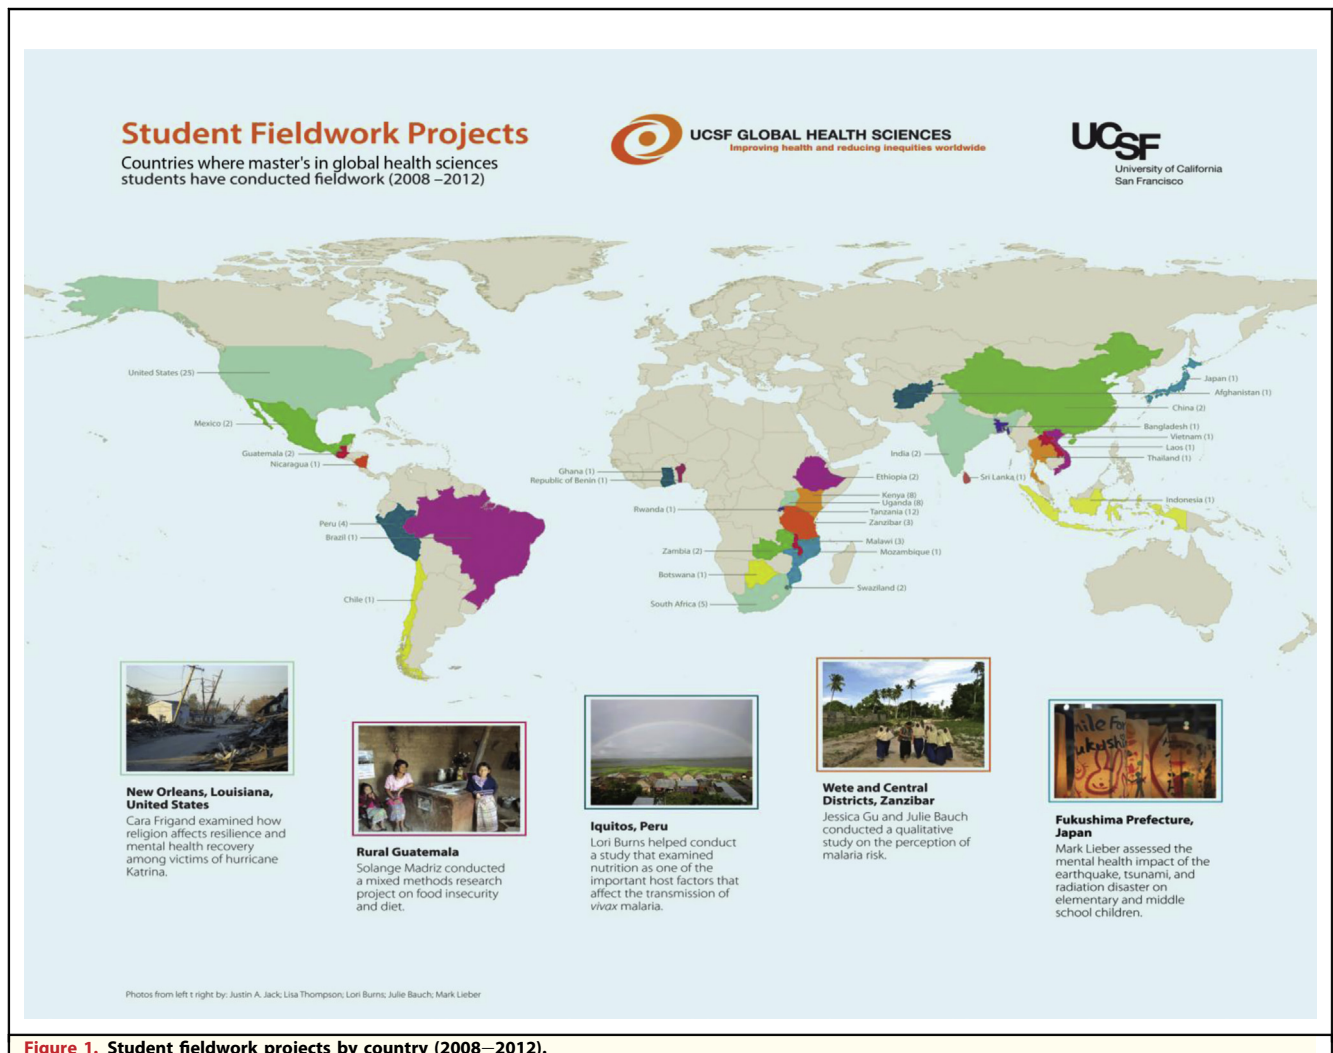 Student Fieldwork Projects
Countries where master's in global health sciences
students have conducted fieldwork (2008 –2012)
UCSF GLOBAL HEALTH SCIENCES
Improving health and reducing inequities worldwide
UCSF
University of California
San Francisco
United States (25)
Mexico (2)
Guatemala (2)
Nicaragua (1)
Peru (4)
Brazil (1)
Chile (1)
Ghana (1)
Republic of Benin (1)
Rwanda (1)
Zambia (2)
Botswana (1)
South Africa (5)
Ethiopia (2)
Kenya (8)
Uganda (8)
Tanzania (12)
Zanzibar (3)
Malawi (3)
Mozambique (1)
Swaziland (2)
India (2)
Sri Lanka (1)
Japan (1)
Afghanistan (1)
China (2)
Bangladesh (1)
Vietnam (1)
Laos (1)
Thailand (1)
Indonesia (1)
New Orleans, Louisiana,
United States
Cara Frigand examined how
religion affects resilience and
mental health recovery
among victims of hurricane
Katrina.
Rural Guatemala
Solange Madriz conducted
a mixed methods research
project on food insecurity
and diet.
Iquitos, Peru
Lori Burns helped conduct
a study that examined
nutrition as one of the
important host factors that
affect the transmission of
vivax malaria.
Wete and Central
Districts, Zanzibar
Jessica Gu and Julie Bauch
conducted a qualitative
study on the perception of
malaria risk.
Fukushima Prefecture,
Japan
Mark Lieber assessed the
mental health impact of the
earthquake, tsunami, and
radiation disaster on
elementary and middle
school children.
Photos from left t right by: Justin A. Jack; Lisa Thompson; Lori Burns; Julie Bauch; Mark Lieber
Figure 1. Student fieldwork projects by country (2008–2012).